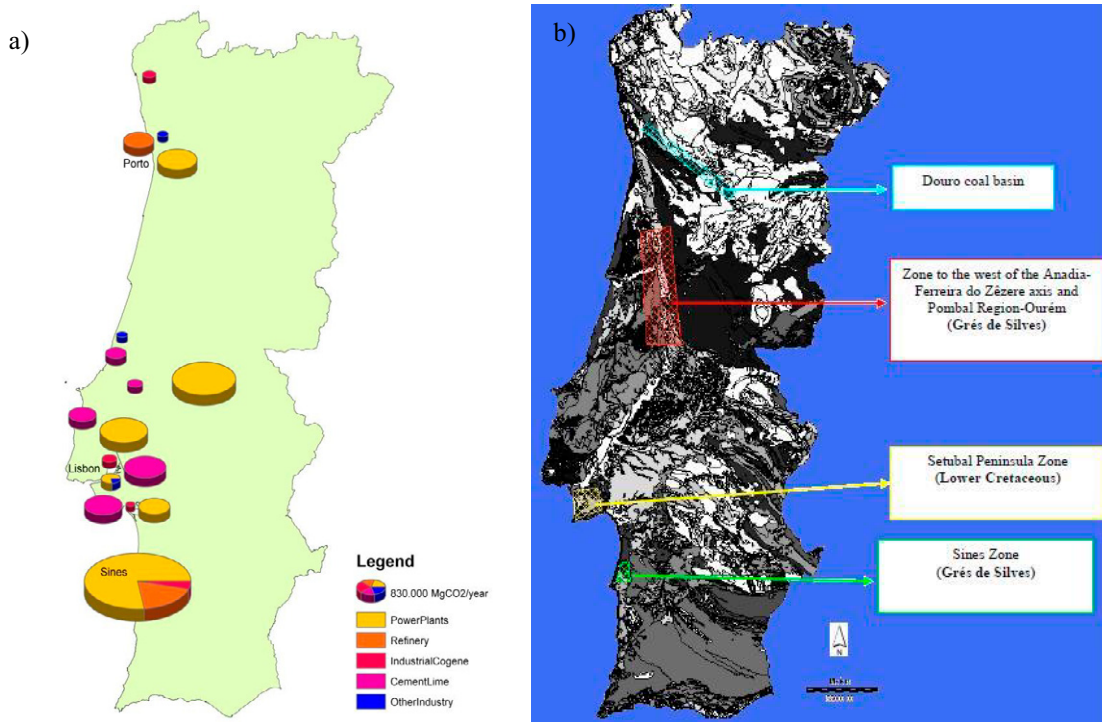 a)
Porto
Lisbon
Sines
Legend
830.000 MgCO2/year
PowerPlants
Refinery
IndustrialCogene
CementLime
OtherIndustry
b)
Douro coal basin
Zone to the west of the Anadia-
Ferreira do Zêzere axis and
Pombal Region-Ourém
(Grés de Silves)
Setubal Peninsula Zone
(Lower Cretaceous)
Sines Zone
(Grés de Silves)
N